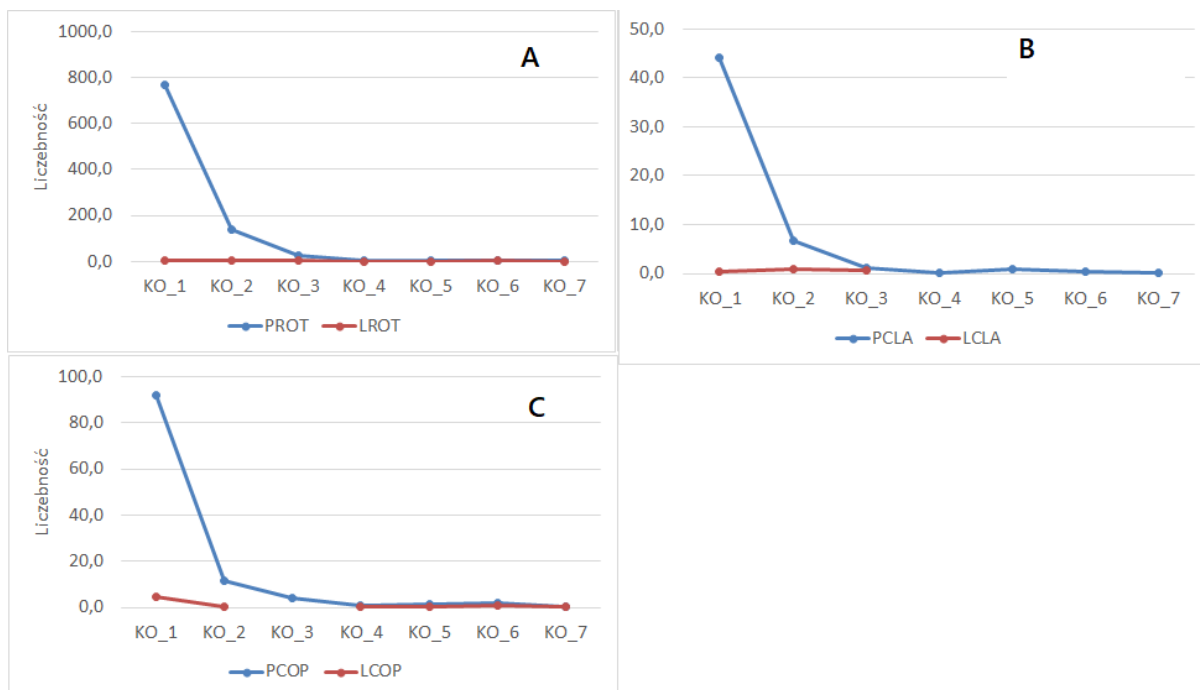 A
Liczebność
1000,0
800,0
600,0
400,0
200,0
0,0
KO_1 KO_2 KO_3 KO_4 KO_5 KO_6 KO_7
PROT LROT
B
50,0
40,0
30,0
20,0
10,0
0,0
KO_1 KO_2 KO_3 KO_4 KO_5 KO_6 KO_7
PCLA LCLA
C
Liczebność
100,0
80,0
60,0
40,0
20,0
0,0
KO_1 KO_2 KO_3 KO_4 KO_5 KO_6 KO_7
PCOP LCOP